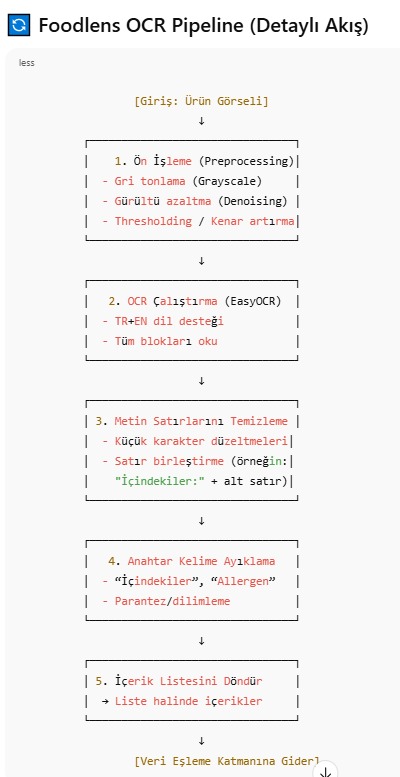 Foodlens OCR Pipeline (Detaylı Akış)
less
[Giriş: Ürün Görseli]
↓
1. Ön İşleme (Preprocessing)
- Gri tonlama (Grayscale)
- Gürültü azaltma (Denoising)
- Thresholding / Kenar artırma
↓
2. OCR Çalıştırma (EasyOCR)
- TR+EN dil desteği
- Tüm blokları oku
↓
3. Metin Satırlarını Temizleme
- Küçük karakter düzeltmeleri
- Satır birleştirme (örneğin:
"İçindekiler:" + alt satır)
↓
4. Anahtar Kelime Ayıklama
- “İçindekiler”, “Allergen”
- Parantez/dilimleme
↓
5. İçerik Listesini Döndür
→ Liste halinde içerikler
↓
[Veri Eşleme Katmanına Gider]